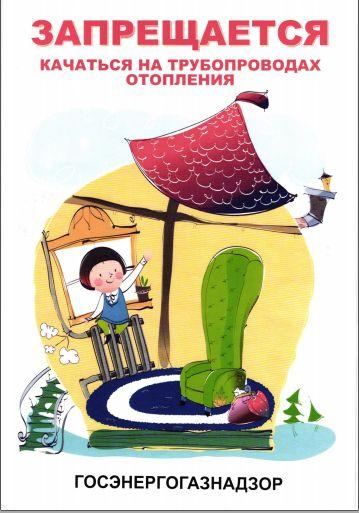 ЗАПРЕЩАЕТСЯ
КАЧАТЬСЯ НА ТРУБОПРОВОДАХ
ОТОПЛЕНИЯ
ГОСЭНЕРГОГАЗНАДЗОР